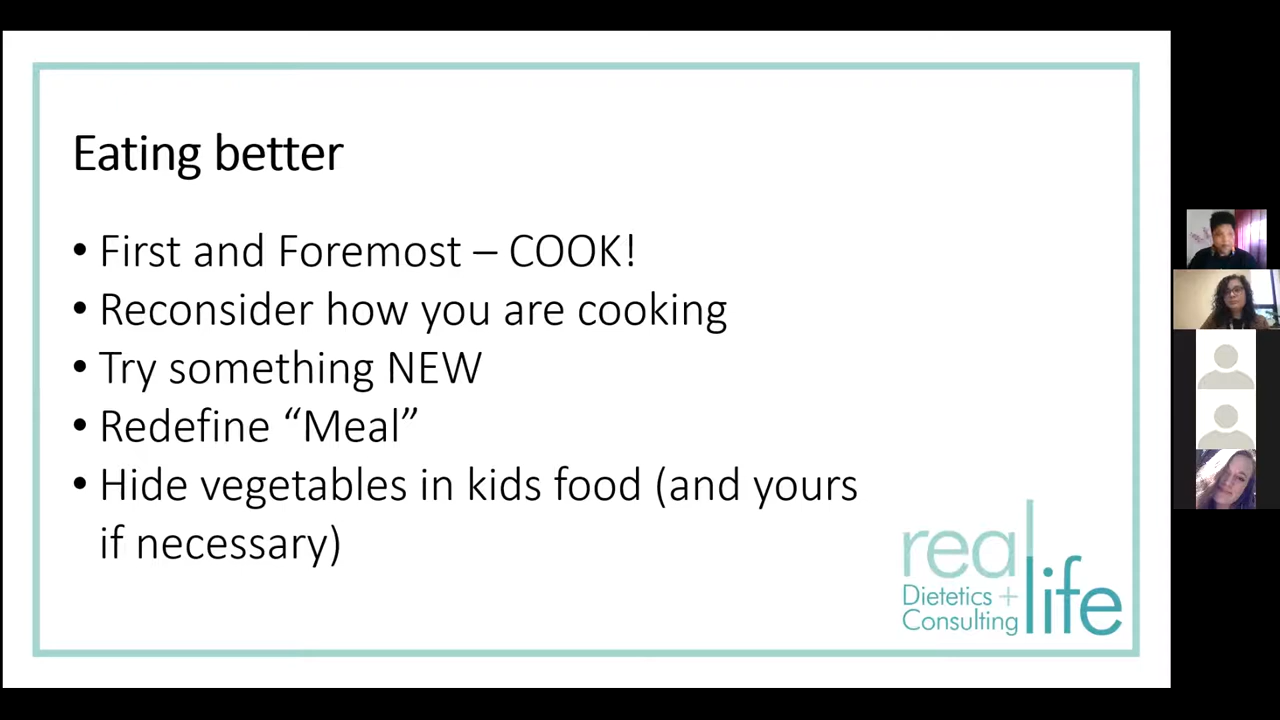 Eating better
• First and Foremost – COOK!
• Reconsider how you are cooking
• Try something NEW
• Redefine “Meal”
• Hide vegetables in kids food (and yours
if necessary)
real
life
Dietetics +
Consulting